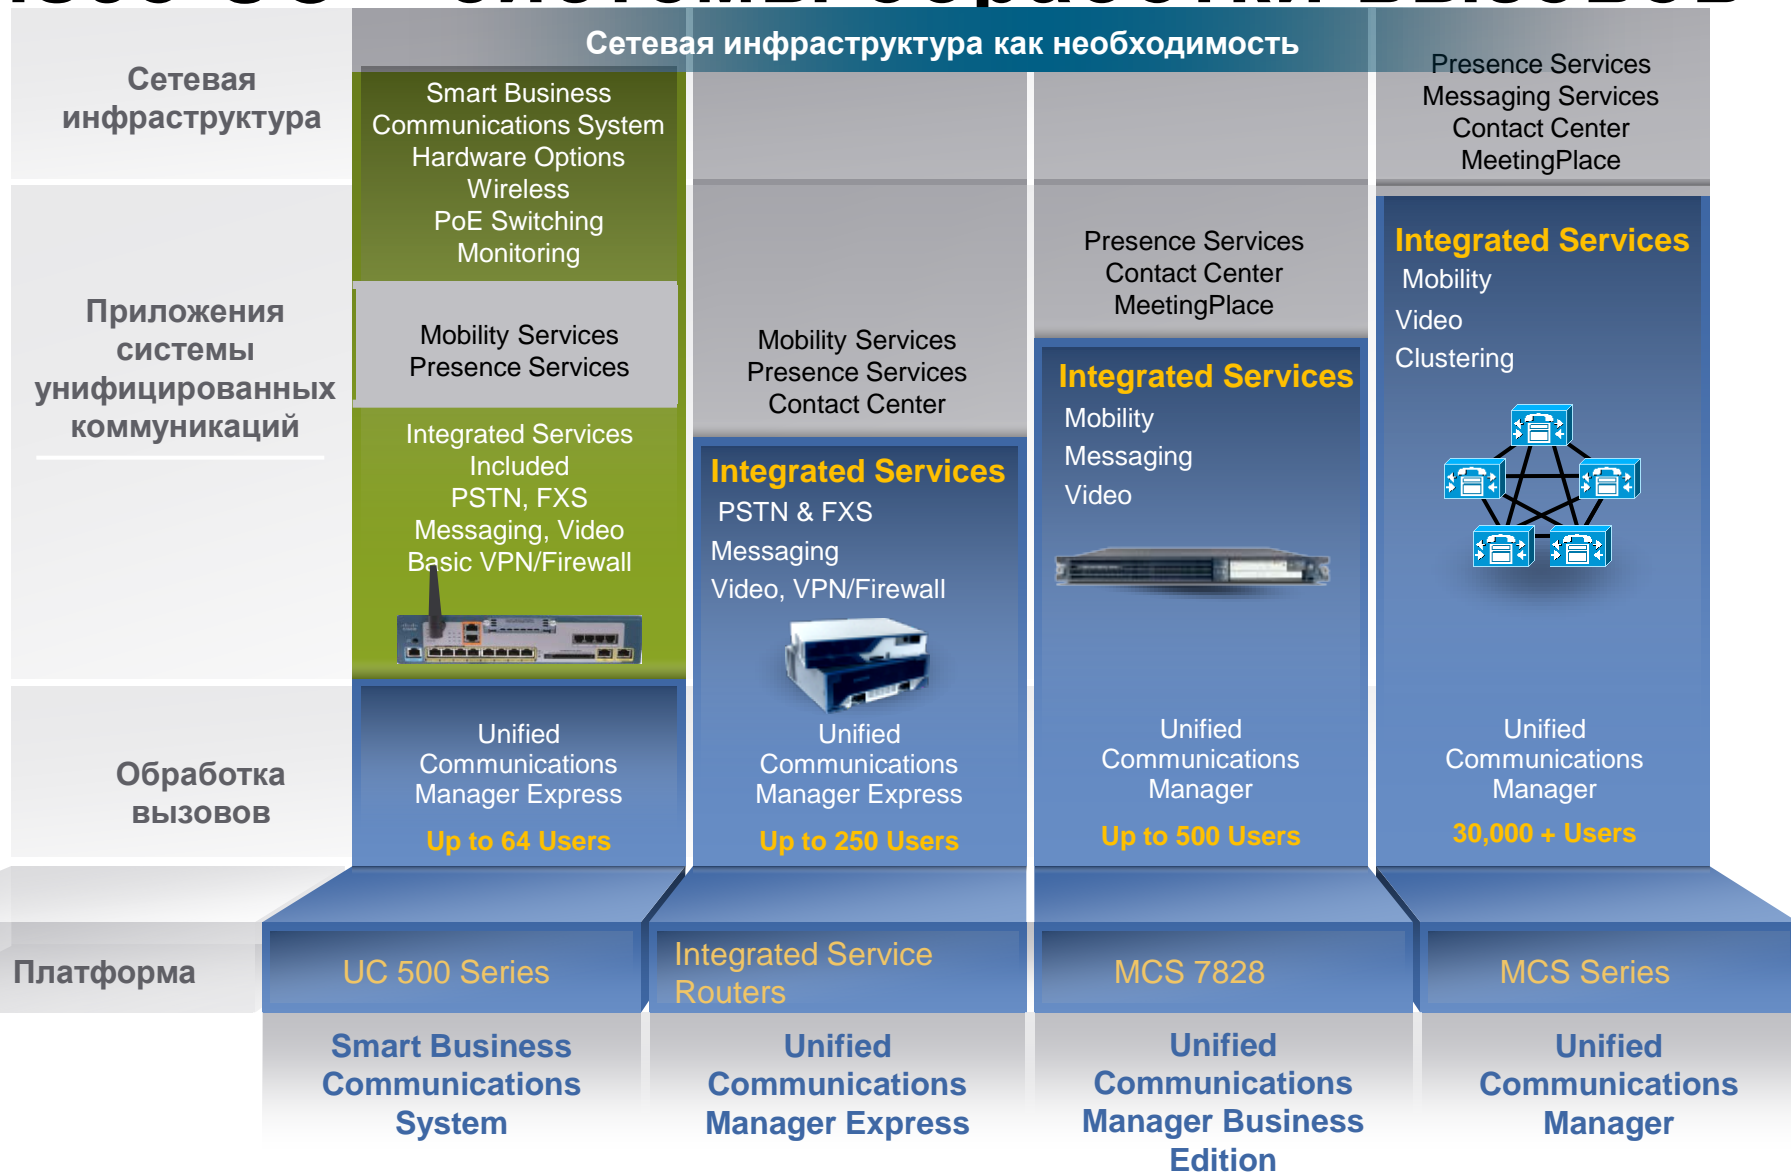 Сетевая инфраструктура как необходимость
Сетевая
инфраструктура
Smart Business
Communications System
Hardware Options
Wireless
PoE Switching
Monitoring
Presence Services
Messaging Services
Contact Center
MeetingPlace
Приложения
системы
унифицированных
коммуникаций
Mobility Services
Presence Services
Integrated Services
Included
PSTN, FXS
Messaging, Video
Basic VPN/Firewall
Mobility Services
Presence Services
Contact Center
Integrated Services
PSTN & FXS
Messaging
Video, VPN/Firewall
Presence Services
Contact Center
MeetingPlace
Integrated Services
Mobility
Messaging
Video
Integrated Services
Mobility
Video
Clustering
Обработка
вызовов
Unified
Communications
Manager Express
Up to 64 Users
Unified
Communications
Manager Express
Up to 250 Users
Unified
Communications
Manager
Up to 500 Users
Unified
Communications
Manager
30,000 + Users
Платформа
UC 500 Series
Integrated Service
Routers
MCS 7828
MCS Series
Smart Business
Communications
System
Unified
Communications
Manager Express
Unified
Communications
Manager Business
Edition
Unified
Communications
Manager